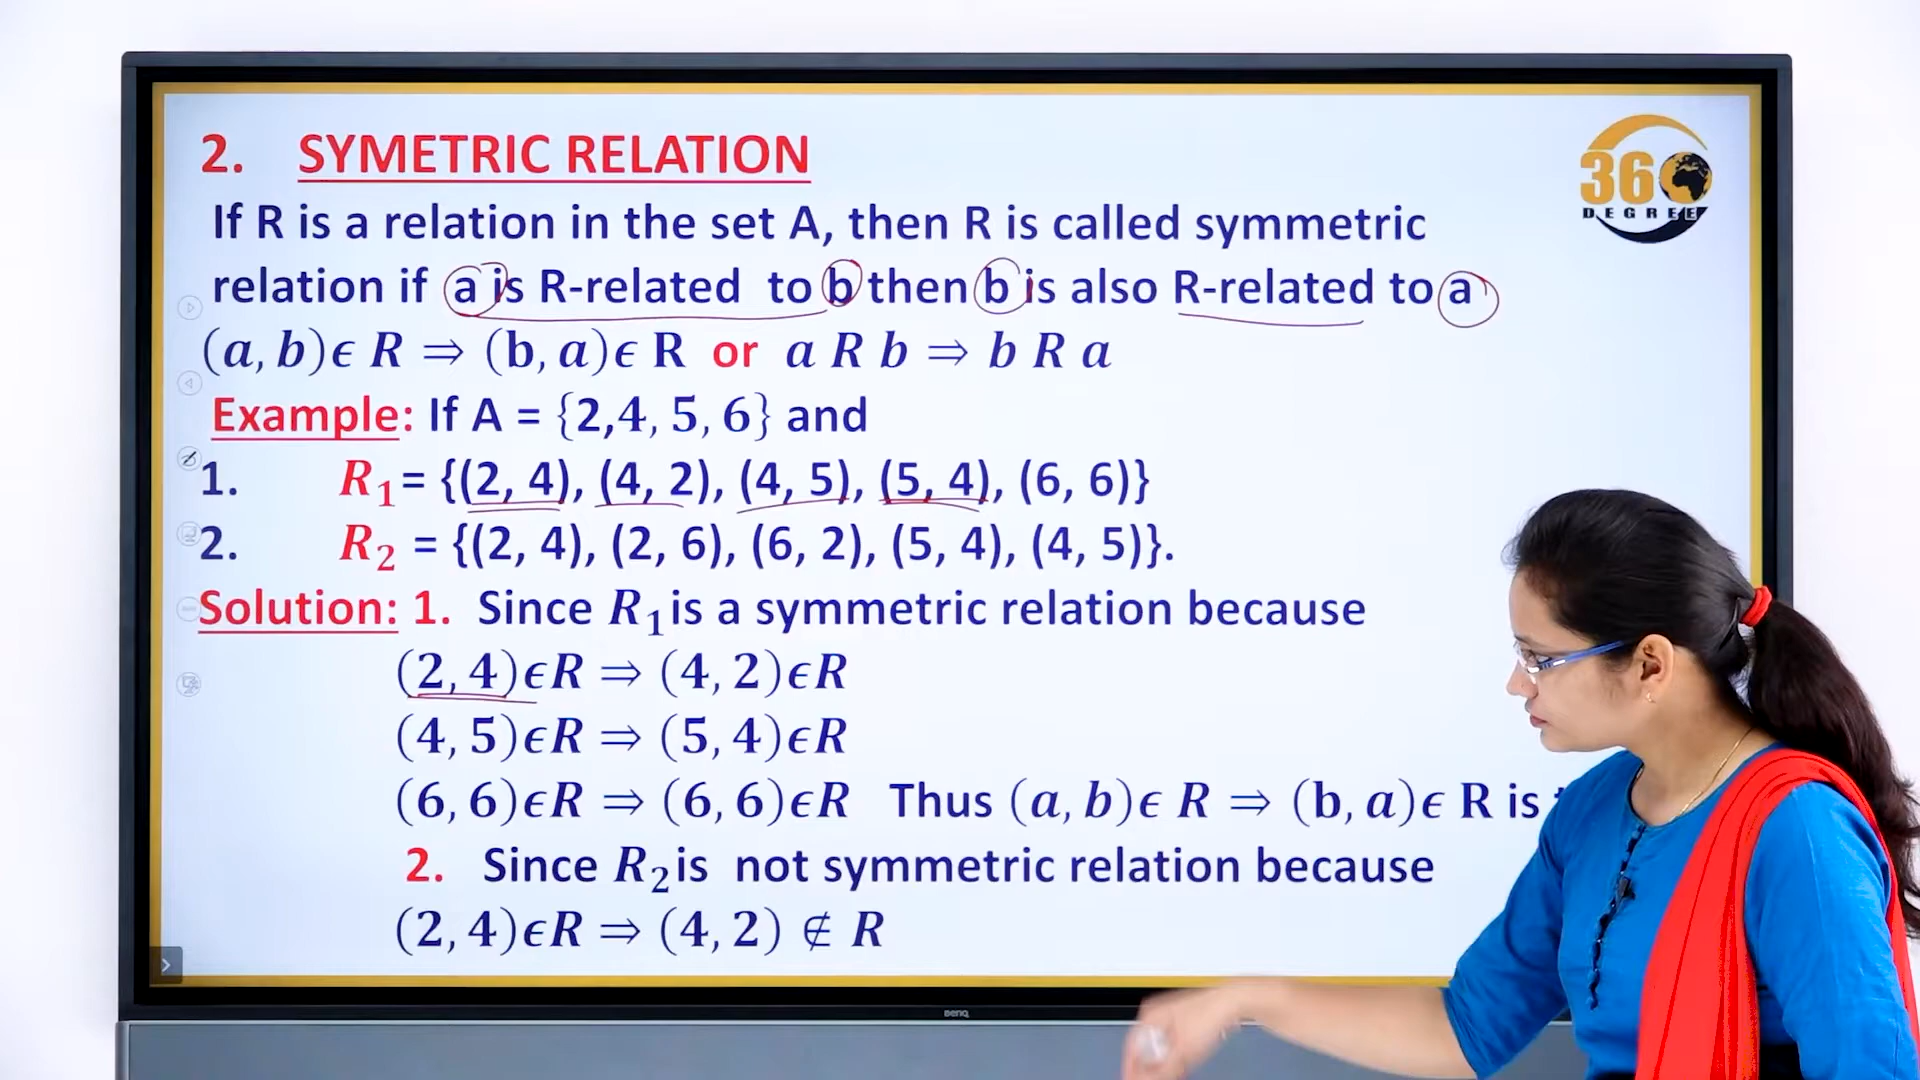 2. SYMETRIC RELATION
If R is a relation in the set A, then R is called symmetric
relation if a is R-related to b then b is also R-related to a
(a, b)ϵ R ⇒ (b, a)ϵ R or a R b ⇒ b R a
Example: If A = {2,4, 5, 6} and
1. R₁= {(2, 4), (4, 2), (4, 5), (5, 4), (6, 6)}
2. R₂ = {(2, 4), (2, 6), (6, 2), (5, 4), (4, 5)}.
Solution: 1. Since R₁is a symmetric relation because
(2, 4)ϵR ⇒ (4, 2)ϵR
(4, 5)ϵR ⇒ (5, 4)ϵR
(6, 6)ϵR ⇒ (6, 6)ϵR Thus (a, b)ϵ R ⇒ (b, a)ϵ R is
2. Since R₂is not symmetric relation because
(2, 4)ϵR ⇒ (4, 2) ∉ R
360
DEGREE
BenQ